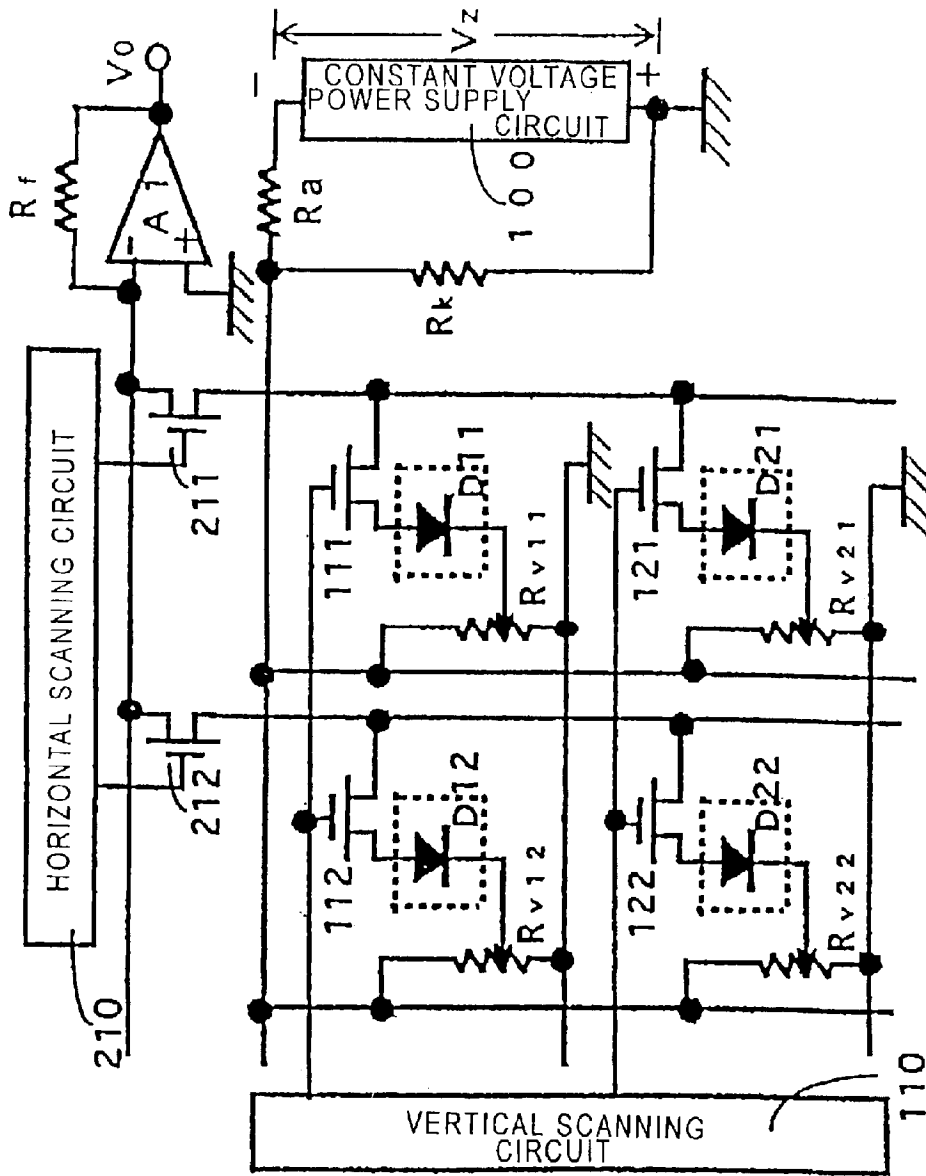 Vo
Rf
A1
−
+
HORIZONTAL SCANNING CIRCUIT
210
211
212
−
Vz
CONSTANT VOLTAGE
POWER SUPPLY
CIRCUIT
+
100
Ra
Rk
111
D11
Rv11
112
D12
Rv12
121
D21
Rv21
122
D22
Rv22
VERTICAL SCANNING
CIRCUIT
110